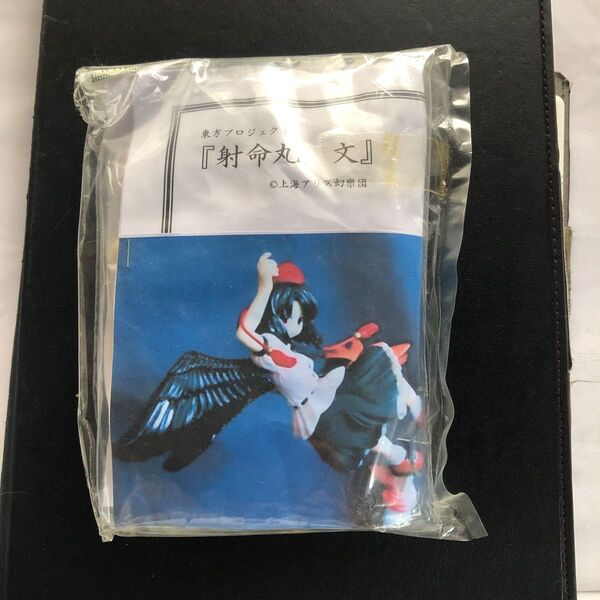 東方プロジェクト
『射命丸 文』
©上海アリス幻樂団